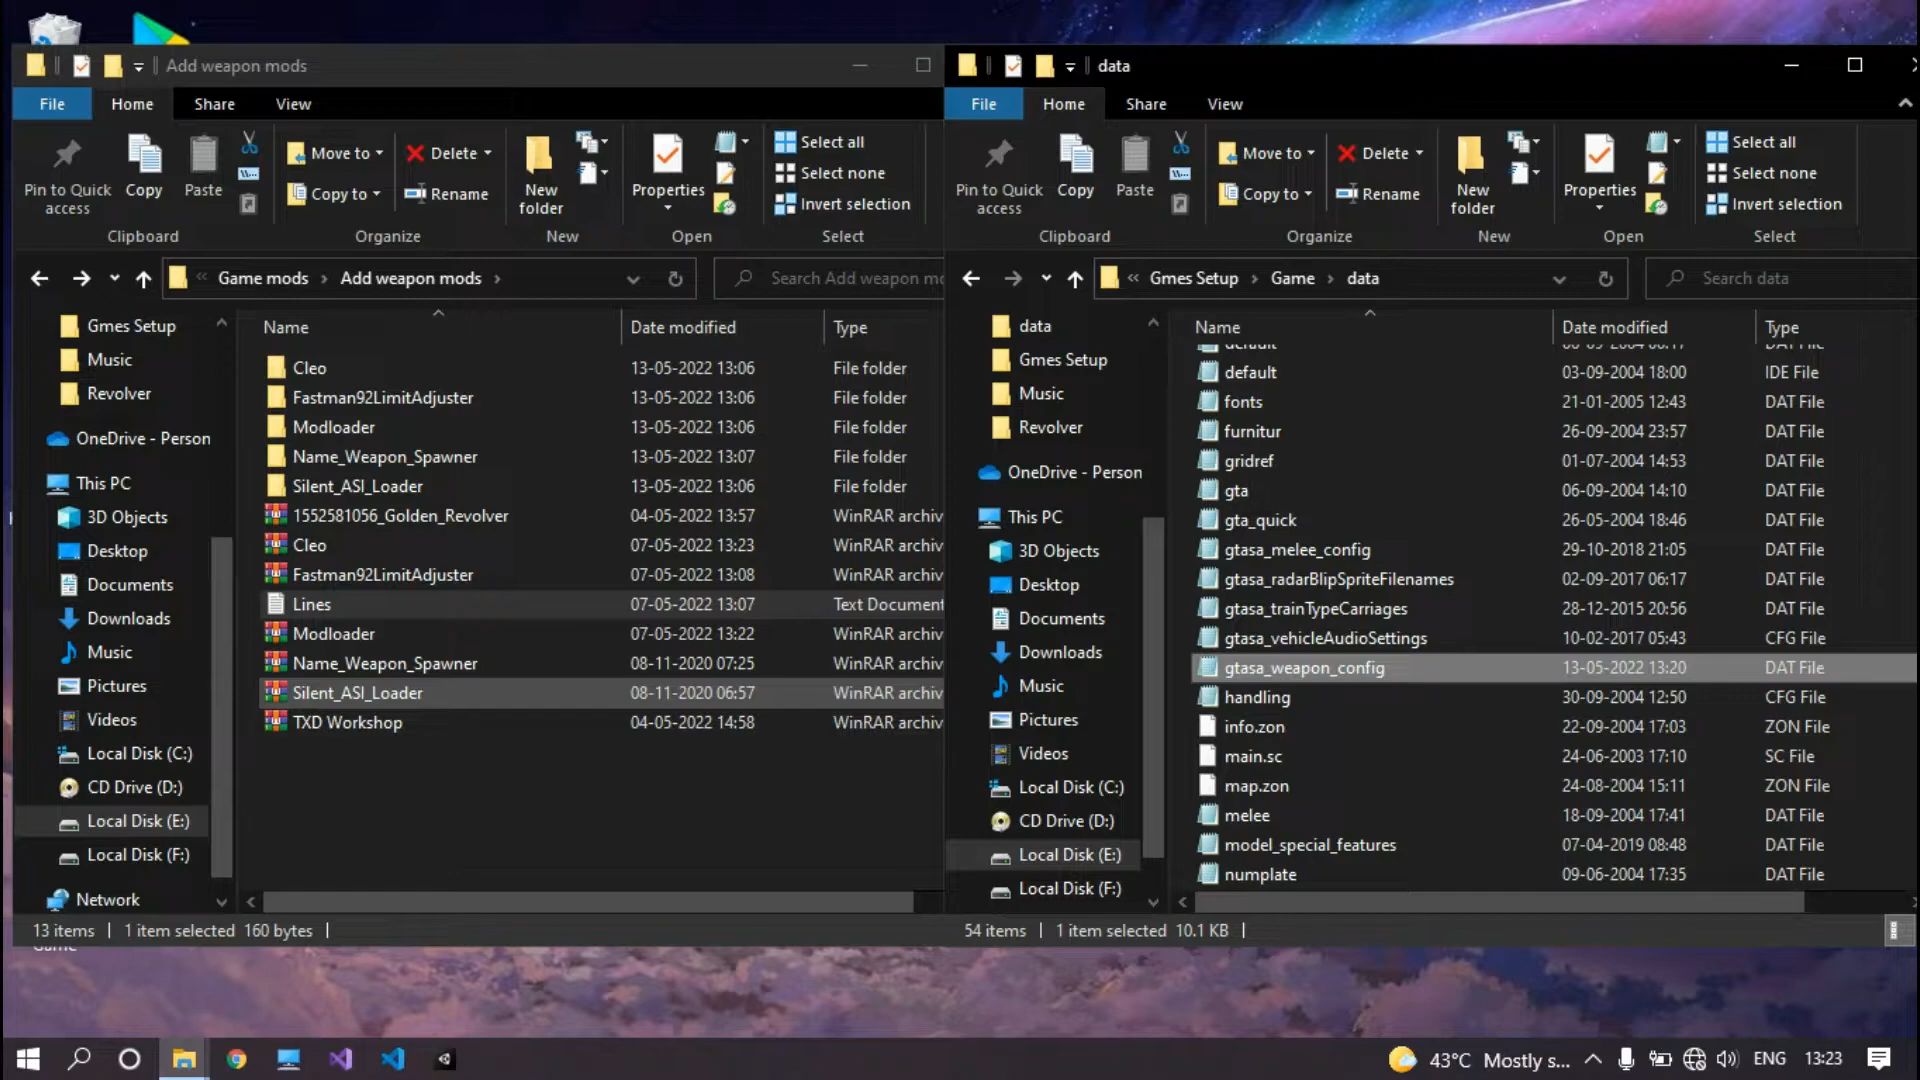 Add weapon mods
File Home Share View
Pin to Quick access
Copy
Paste
Move to
Copy to
Delete
Rename
New folder
Properties
Select all
Select none
Invert selection
Clipboard Organize New Open Select
« Game mods › Add weapon mods ›
Search Add weapon mo
Gmes Setup
Music
Revolver
OneDrive - Person
This PC
3D Objects
Desktop
Documents
Downloads
Music
Pictures
Videos
Local Disk (C:)
CD Drive (D:)
Local Disk (E:)
Local Disk (F:)
Network
Name Date modified Type
Cleo 13-05-2022 13:06 File folder
Fastman92LimitAdjuster 13-05-2022 13:06 File folder
Modloader 13-05-2022 13:06 File folder
Name_Weapon_Spawner 13-05-2022 13:07 File folder
Silent_ASI_Loader 13-05-2022 13:06 File folder
1552581056_Golden_Revolver 04-05-2022 13:57 WinRAR archiv
Cleo 07-05-2022 13:23 WinRAR archiv
Fastman92LimitAdjuster 07-05-2022 13:08 WinRAR archiv
Lines 07-05-2022 13:07 Text Document
Modloader 07-05-2022 13:22 WinRAR archiv
Name_Weapon_Spawner 08-11-2020 07:25 WinRAR archiv
Silent_ASI_Loader 08-11-2020 06:57 WinRAR archiv
TXD Workshop 04-05-2022 14:58 WinRAR archiv
13 items 1 item selected 160 bytes
data
File Home Share View
Pin to Quick access
Copy
Paste
Move to
Copy to
Delete
Rename
New folder
Properties
Select all
Select none
Invert selection
Clipboard Organize New Open Select
« Gmes Setup › Game › data
Search data
data
Gmes Setup
Music
Revolver
OneDrive - Person
This PC
3D Objects
Desktop
Documents
Downloads
Music
Pictures
Videos
Local Disk (C:)
CD Drive (D:)
Local Disk (E:)
Local Disk (F:)
Name Date modified Type
default
default 03-09-2004 18:00 IDE File
fonts 21-01-2005 12:43 DAT File
furnitur 26-09-2004 23:57 DAT File
gridref 01-07-2004 14:53 DAT File
gta 06-09-2004 14:10 DAT File
gta_quick 26-05-2004 18:46 DAT File
gtasa_melee_config 29-10-2018 21:05 DAT File
gtasa_radarBlipSpriteFilenames 02-09-2017 06:17 DAT File
gtasa_trainTypeCarriages 28-12-2015 20:56 DAT File
gtasa_vehicleAudioSettings 10-02-2017 05:43 CFG File
gtasa_weapon_config 13-05-2022 13:20 DAT File
handling 30-09-2004 12:50 CFG File
info.zon 22-09-2004 17:03 ZON File
main.sc 24-06-2003 17:10 SC File
map.zon 24-08-2004 15:11 ZON File
melee 18-09-2004 17:41 DAT File
model_special_features 07-04-2019 08:48 DAT File
numplate 09-06-2004 17:35 DAT File
54 items 1 item selected 10.1 KB
Game
43°C Mostly s... ENG 13:23